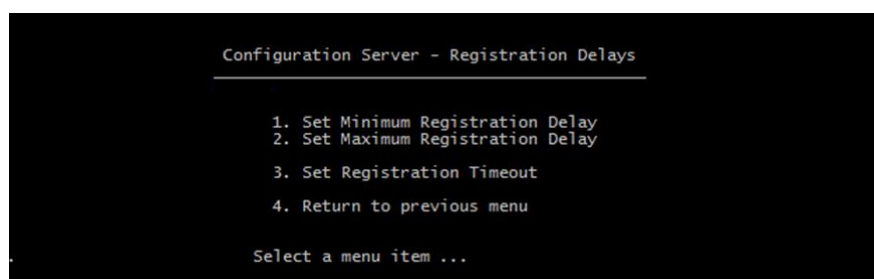 Configuration Server - Registration Delays
1. Set Minimum Registration Delay
2. Set Maximum Registration Delay
3. Set Registration Timeout
4. Return to previous menu
Select a menu item ...